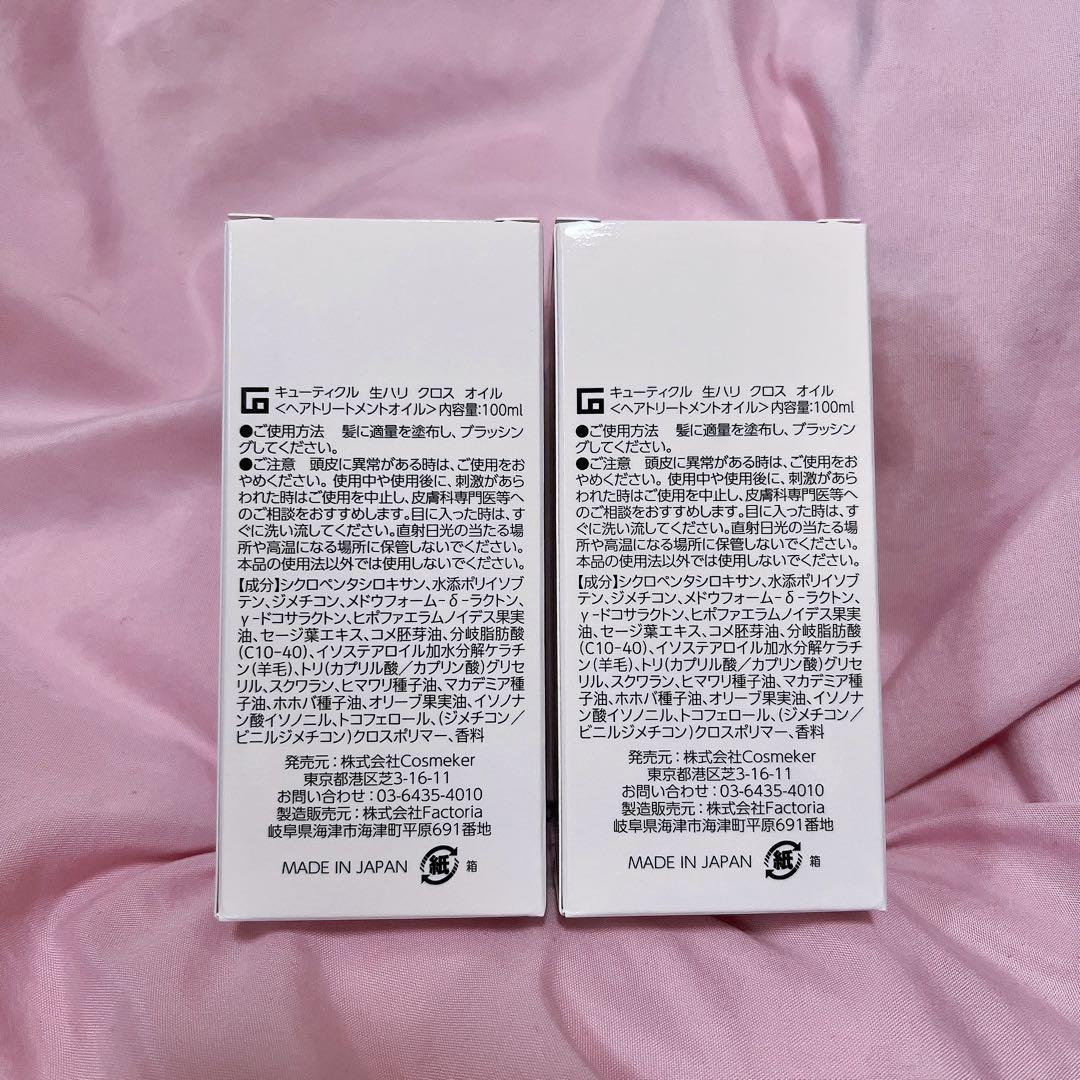 キューティクル 生ハリ クロス オイル
<ヘアトリートメントオイル>内容量:100ml
●ご使用方法 髪に適量を塗布し、ブラッシン
グしてください。
●ご注意 頭皮に異常がある時は、ご使用をお
やめください。使用中や使用後に、刺激があら
われた時はご使用を中止し、皮膚科専門医等へ
のご相談をおすすめします。目に入った時は、す
ぐに洗い流してください。直射日光の当たる場
所や高温になる場所に保管しないでください。
本品の使用法以外では使用しないでください。
【成分】シクロペンタシロキサン、水添ポリイソブ
テン、ジメチコン、メドウフォーム-δ-ラクトン、
γ-ドコサラクトン、ヒポファエラムノイデス果実
油、セージ葉エキス、コメ胚芽油、分岐脂肪酸
(C10-40)、イソステアロイル加水分解ケラチ
ン(羊毛)、トリ(カプリル酸/カプリン酸)グリセ
リル、スクワラン、ヒマワリ種子油、マカデミア種
子油、ホホバ種子油、オリーブ果実油、イソノナ
ン酸イソノニル、トコフェロール、(ジメチコン/
ビニルジメチコン)クロスポリマー、香料
発売元:株式会社Cosmeker
東京都港区芝3-16-11
お問い合わせ:03-6435-4010
製造販売元:株式会社Factoria
岐阜県海津市海津町平原691番地
MADE IN JAPAN 紙 箱
キューティクル 生ハリ クロス オイル
<ヘアトリートメントオイル>内容量:100ml
●ご使用方法 髪に適量を塗布し、ブラッシン
グしてください。
●ご注意 頭皮に異常がある時は、ご使用をお
やめください。使用中や使用後に、刺激があら
われた時はご使用を中止し、皮膚科専門医等へ
のご相談をおすすめします。目に入った時は、す
ぐに洗い流してください。直射日光の当たる場
所や高温になる場所に保管しないでください。
本品の使用法以外では使用しないでください。
【成分】シクロペンタシロキサン、水添ポリイソブ
テン、ジメチコン、メドウフォーム-δ-ラクトン、
γ-ドコサラクトン、ヒポファエラムノイデス果実
油、セージ葉エキス、コメ胚芽油、分岐脂肪酸
(C10-40)、イソステアロイル加水分解ケラチ
ン(羊毛)、トリ(カプリル酸/カプリン酸)グリセ
リル、スクワラン、ヒマワリ種子油、マカデミア種
子油、ホホバ種子油、オリーブ果実油、イソノナ
ン酸イソノニル、トコフェロール、(ジメチコン/
ビニルジメチコン)クロスポリマー、香料
発売元:株式会社Cosmeker
東京都港区芝3-16-11
お問い合わせ:03-6435-4010
製造販売元:株式会社Factoria
岐阜県海津市海津町平原691番地
MADE IN JAPAN 紙 箱